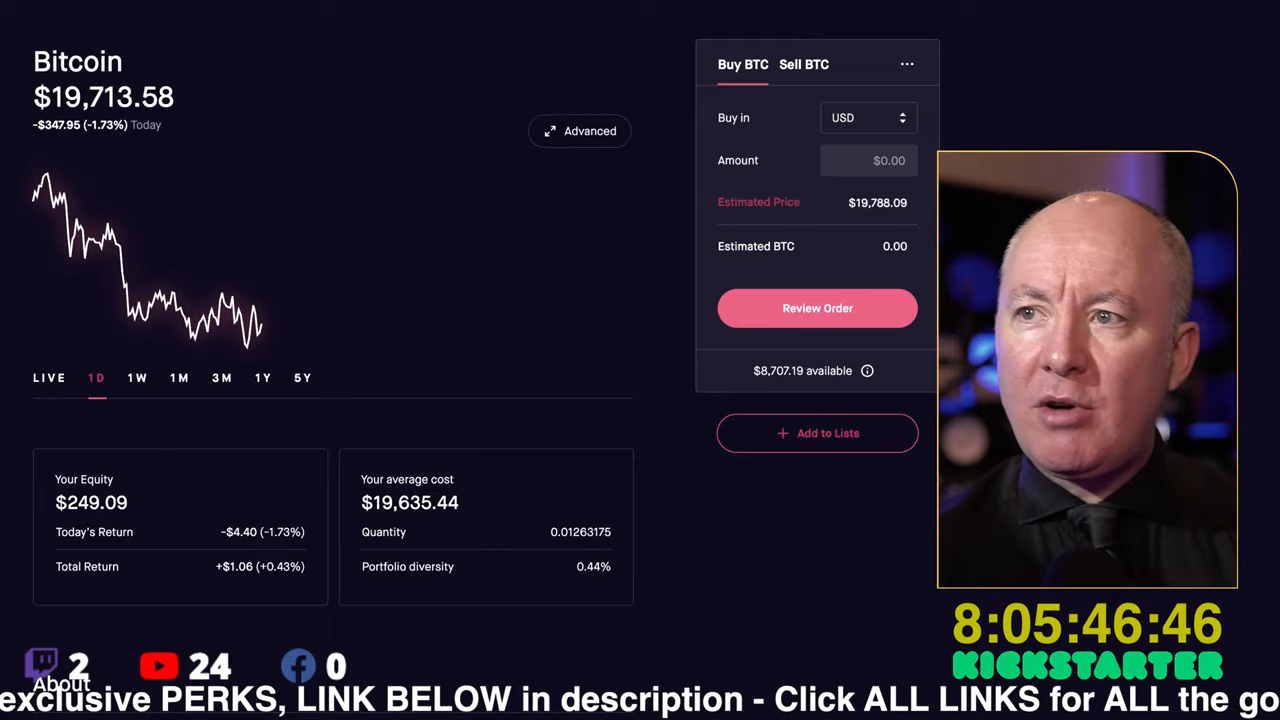 Bitcoin
$19,713.58
-$347.95 (-1.73%) Today
Advanced
LIVE 1D 1W 1M 3M 1Y 5Y
Your Equity
$249.09
Today's Return -$4.40 (-1.73%)
Total Return +$1.06 (+0.43%)
Your average cost
$19,635.44
Quantity 0.01263175
Portfolio diversity 0.44%
Buy BTC Sell BTC
Buy in USD
Amount $0.00
Estimated Price $19,788.09
Estimated BTC 0.00
Review Order
$8,707.19 available
+ Add to Lists
8:05:46:46
KICKSTARTER
2 24 0
About
exclusive PERKS, LINK BELOW in description - Click ALL LINKS for ALL the go